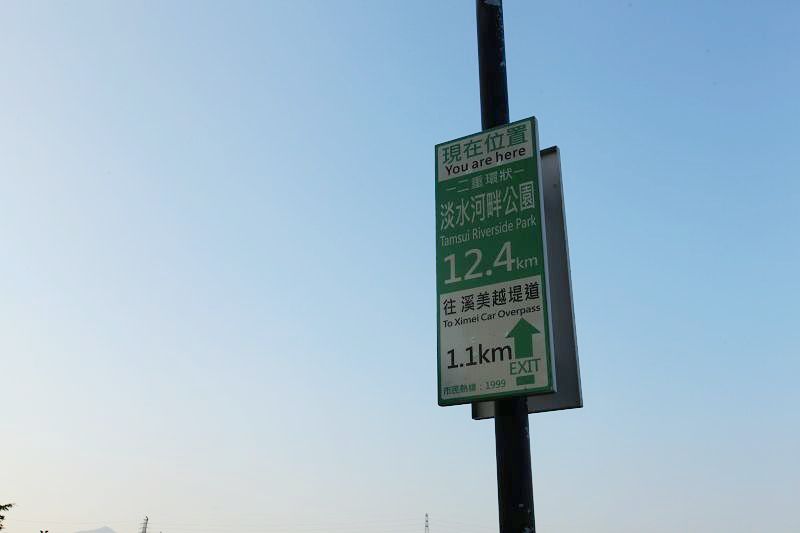 現在位置
You are here
二重環狀
淡水河畔公園
Tamsui Riverside Park
12.4km
往 溪美越堤道
To Ximei Car Overpass
1.1km
EXIT
市民熱線：1999